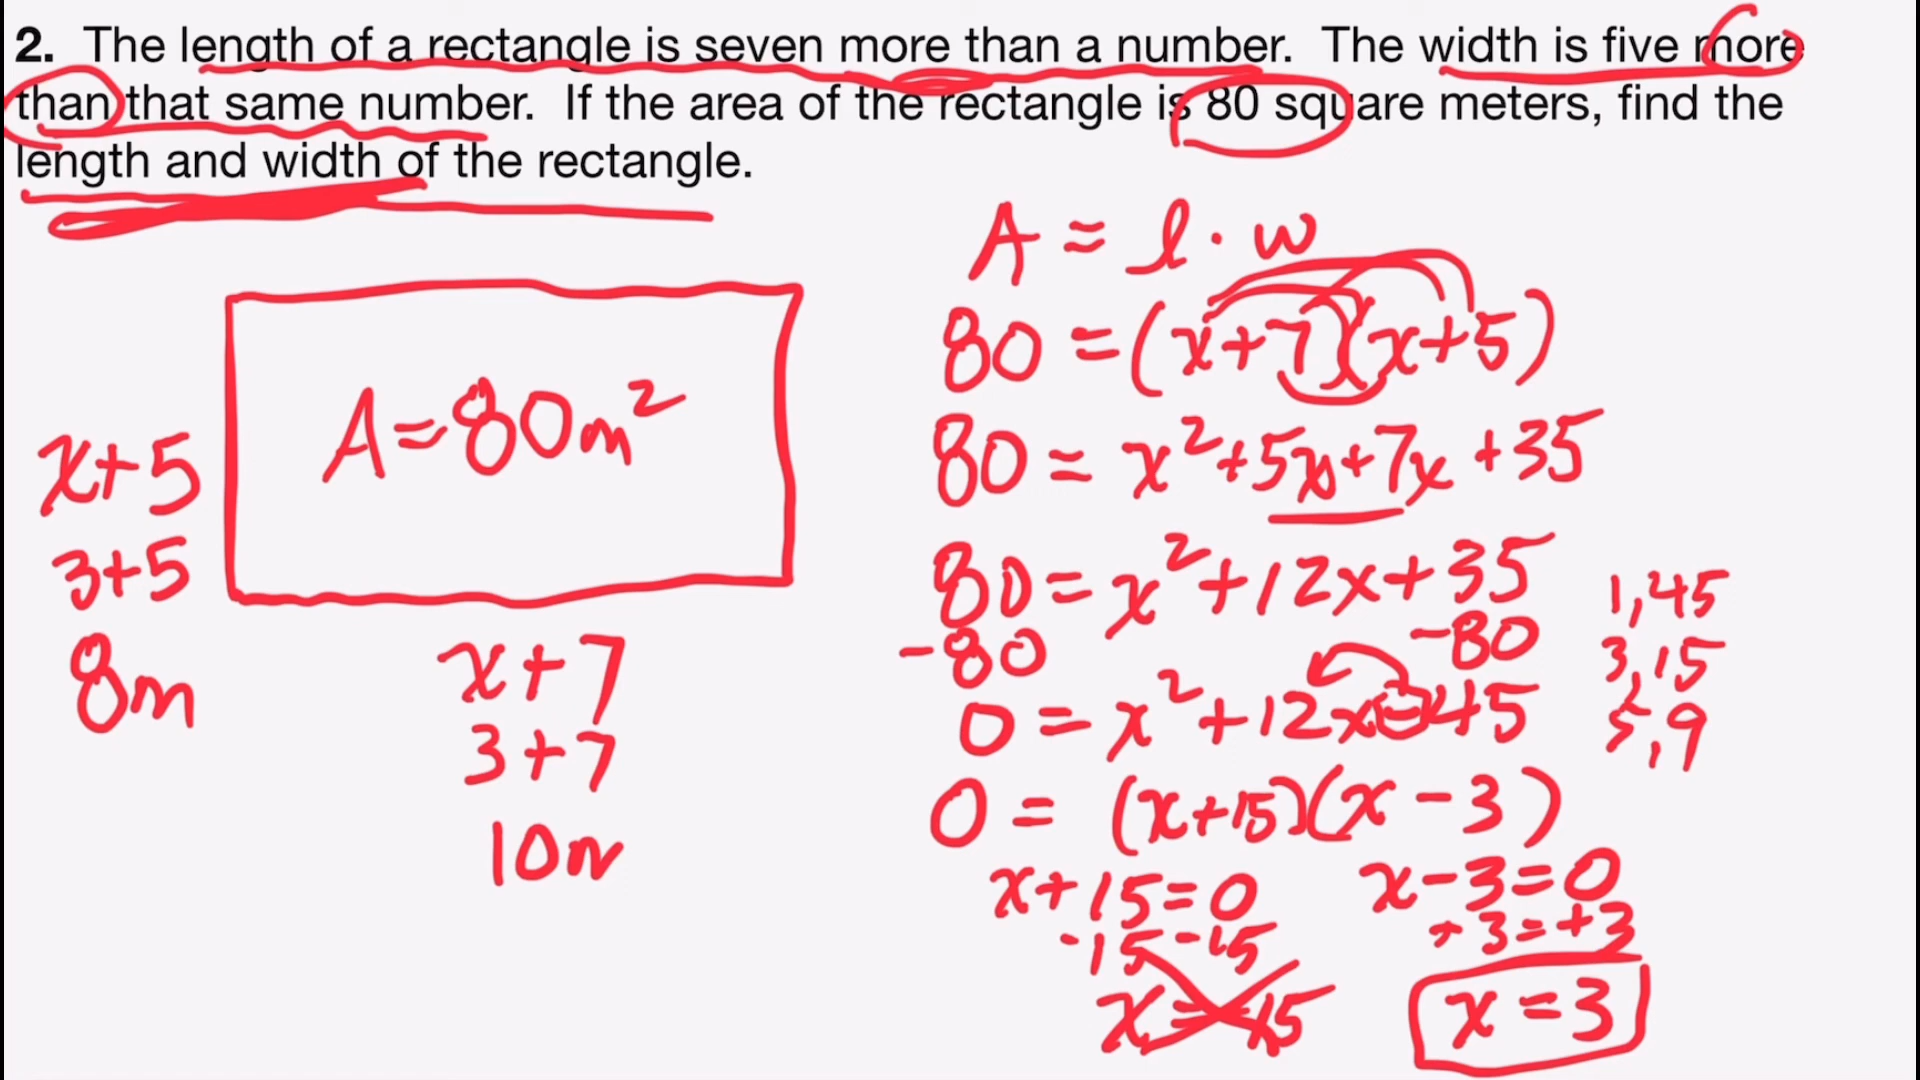 2. The length of a rectangle is seven more than a number. The width is five more
than that same number. If the area of the rectangle is 80 square meters, find the
length and width of the rectangle.
A = l · w
80 = (x+7)(x+5)
80 = x²+5x+7x+35
80 = x²+12x+35
-80 -80
0 = x²+12x-45
1,45
3,15
5,9
0 = (x+15)(x-3)
x+15=0
-15 -15
x=-15
x-3=0
+3=+3
x=3
A=80m²
x+5
3+5
8m
x+7
3+7
10m